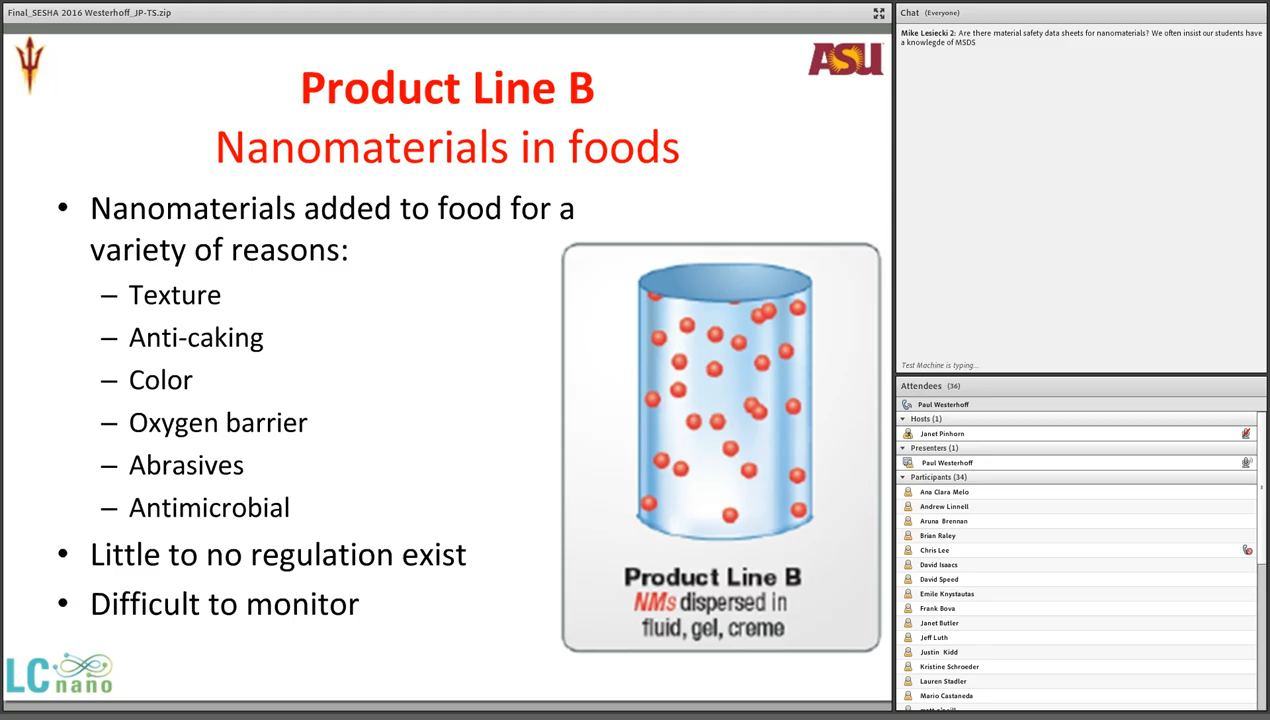 Final_SESHA 2016 Westerhoff_JP-TS.zip
ASU
Product Line B
Nanomaterials in foods
• Nanomaterials added to food for a
variety of reasons:
– Texture
– Anti-caking
– Color
– Oxygen barrier
– Abrasives
– Antimicrobial
• Little to no regulation exist
• Difficult to monitor
Product Line B
NMs dispersed in
fluid, gel, creme
LC nano
Chat (Everyone)
Mike Lesiecki 2: Are there material safety data sheets for nanomaterials? We often insist our students have
a knowlegde of MSDS
Test Machine is typing...
Attendees (36)
Paul Westerhoff
Hosts (1)
Janet Pinhorn
Presenters (1)
Paul Westerhoff
Participants (34)
Ana Clara Melo
Andrew Linnell
Aruna Brennan
Brian Raley
Chris Lee
David Isaacs
David Speed
Emile Knystautas
Frank Bova
Janet Butler
Jeff Luth
Justin Kidd
Kristine Schroeder
Lauren Stadler
Mario Castaneda